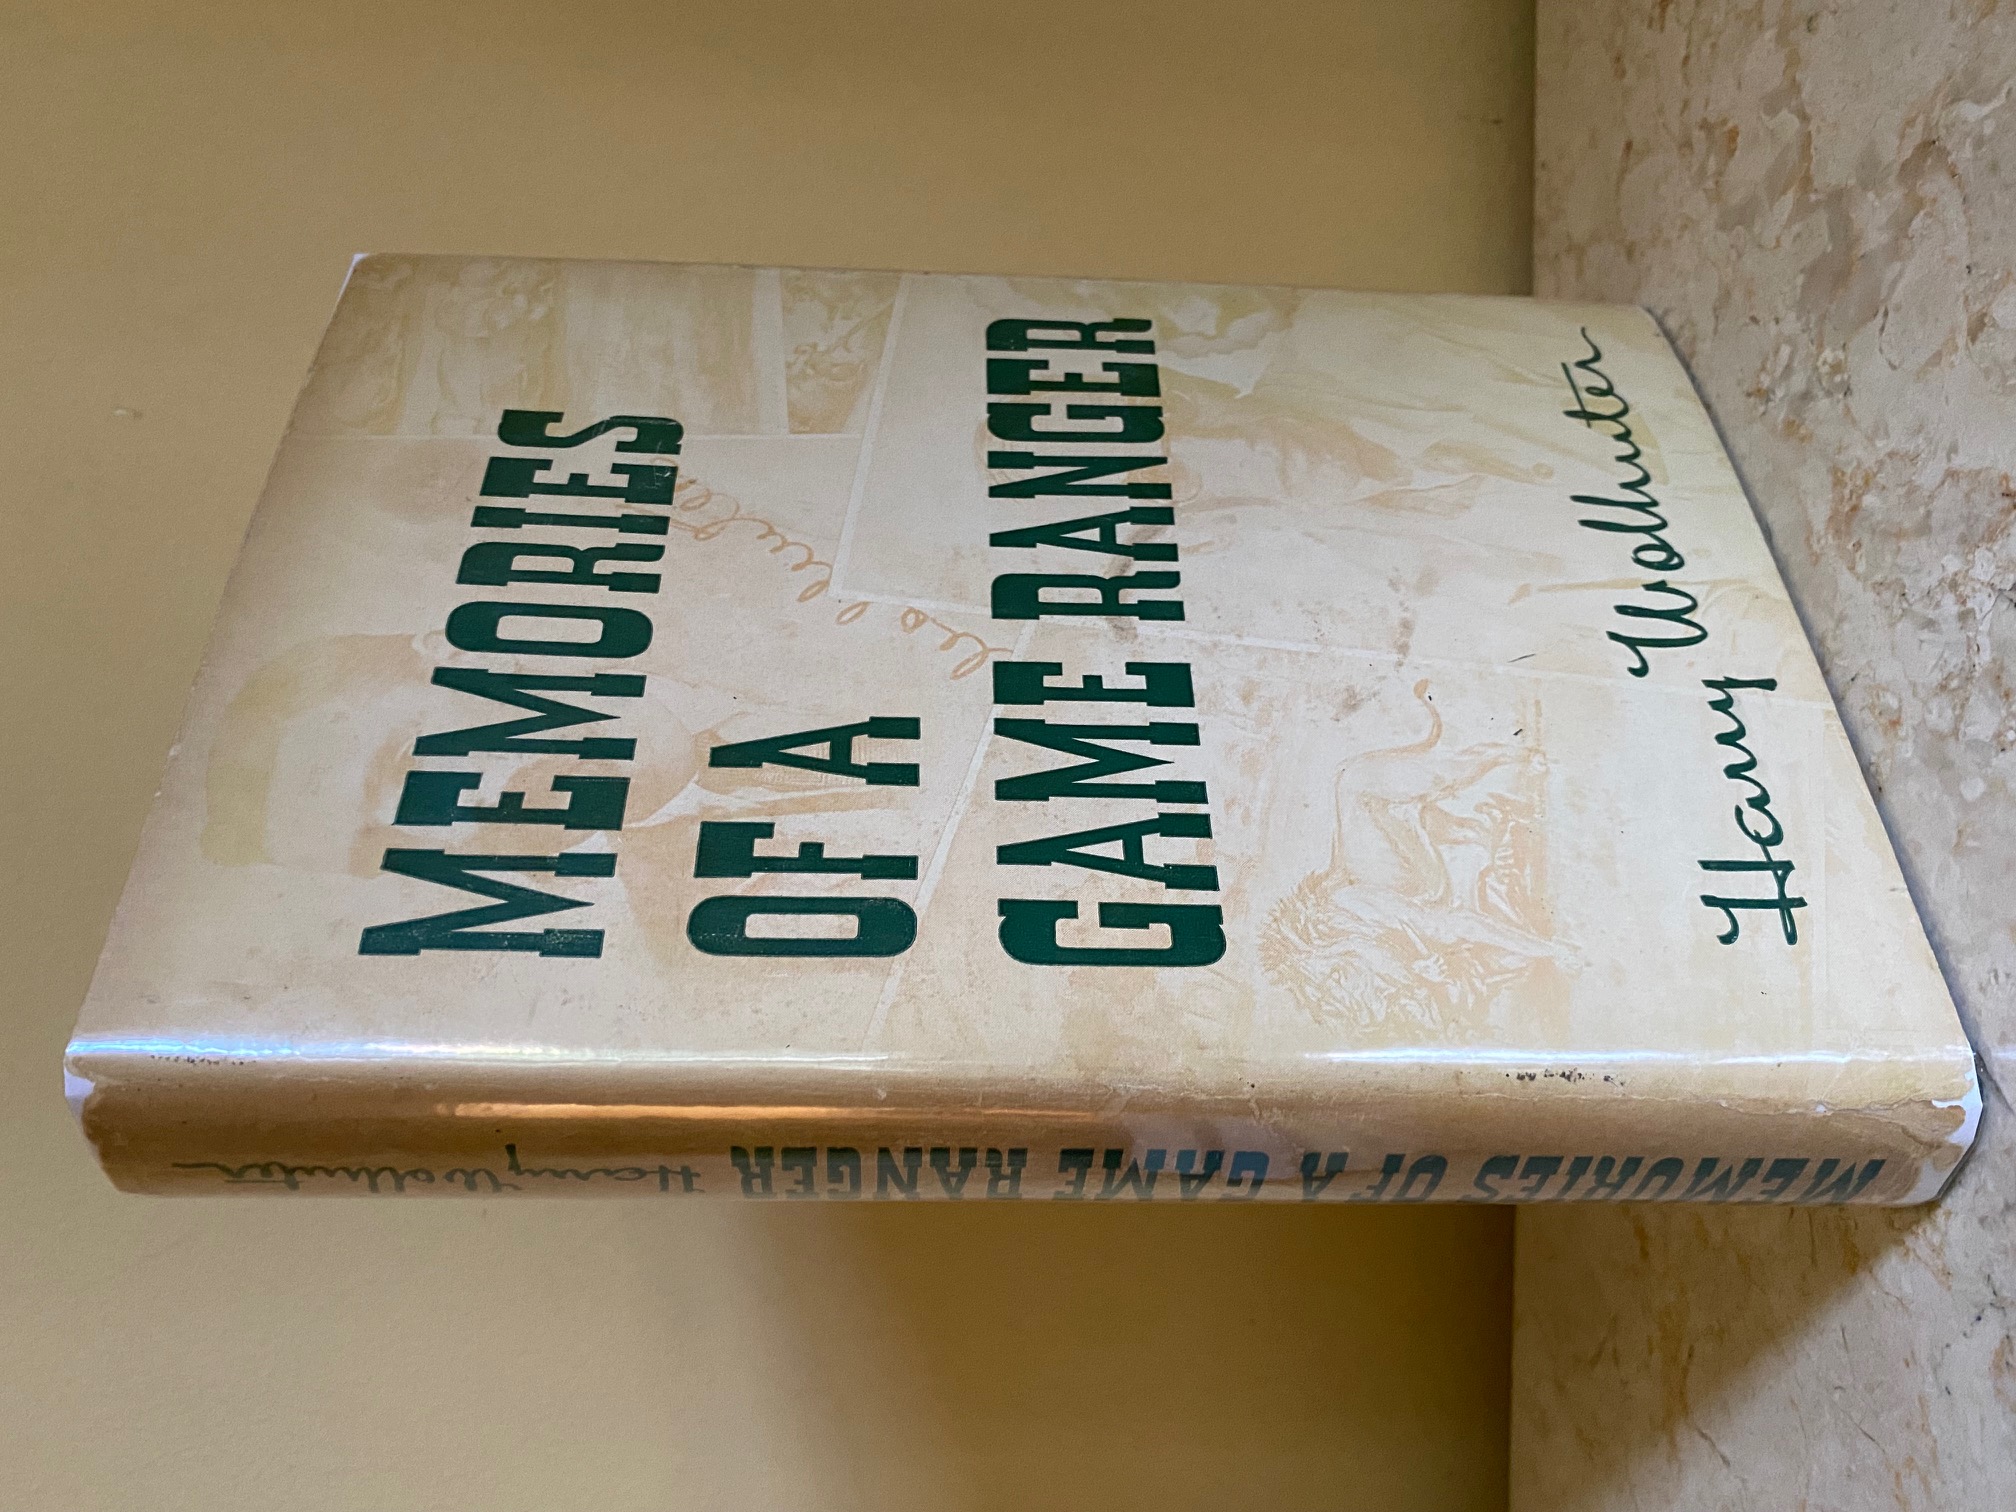 MEMORIES
OF A
GAME RANGER
Harry Wolhuter
MEMORIES OF A GAME RANGER Harry Wolhuter